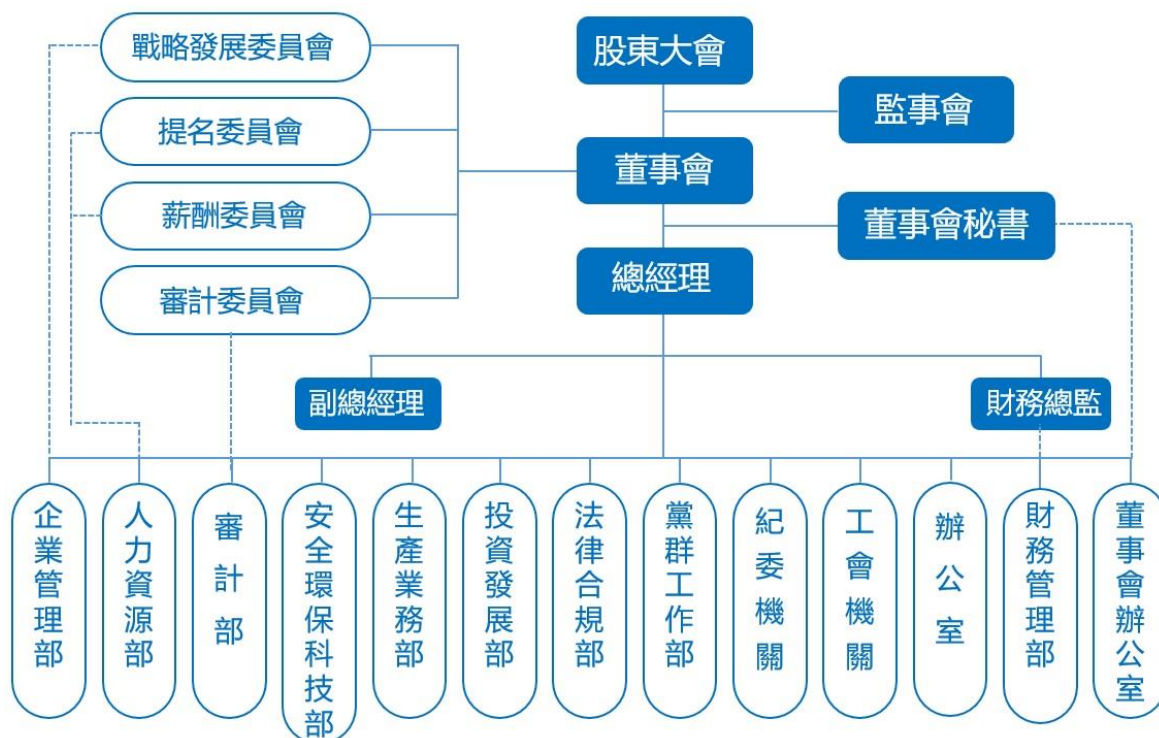 戰略發展委員會
提名委員會
薪酬委員會
審計委員會
股東大會
監事會
董事會
董事會秘書
總經理
副總經理
財務總監
企業管理部
人力資源部
審計部
安全環保科技部
生產業務部
投資發展部
法律合規部
黨群工作部
紀委機關
工會機關
辦公室
財務管理部
董事會辦公室